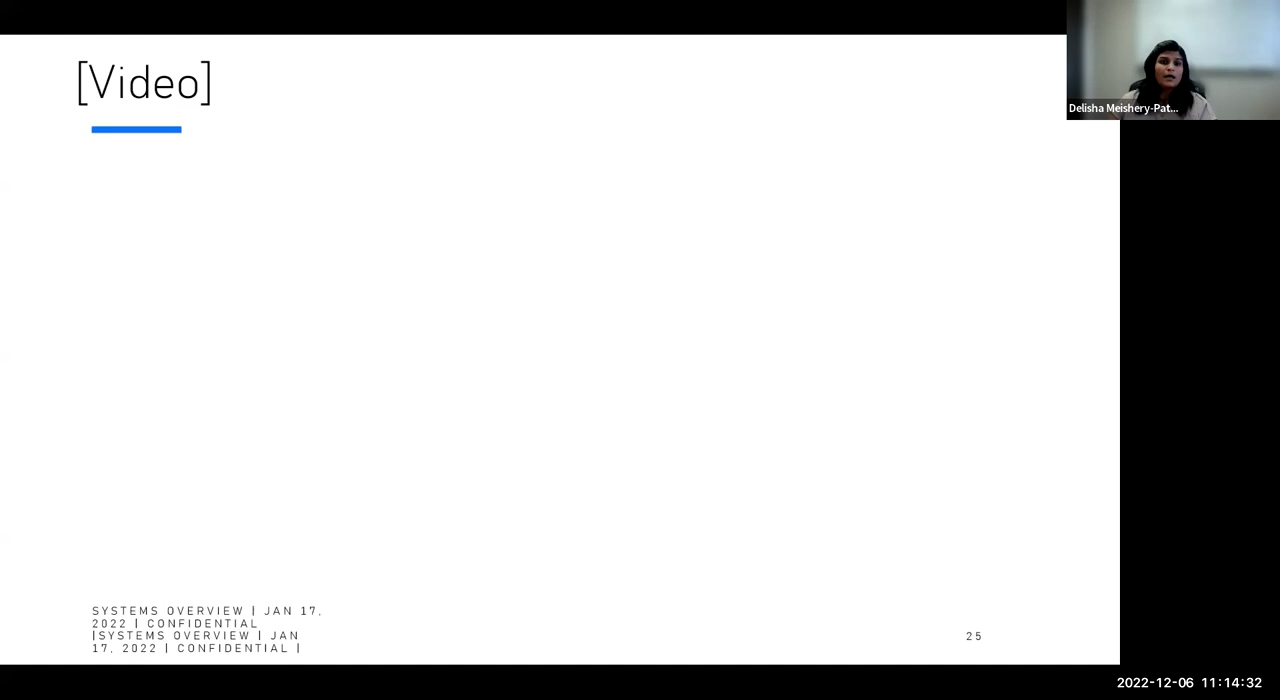 [Video]
Delisha Meishery-Pat...
SYSTEMS OVERVIEW | JAN 17,
2022 | CONFIDENTIAL
|SYSTEMS OVERVIEW | JAN
17, 2022 | CONFIDENTIAL |
25
2022-12-06 11:14:32